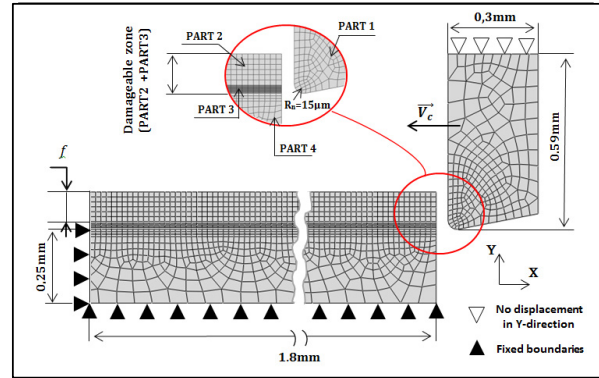 0,3mm
PART 1
PART 2
Damageable zone
[PART2 +PART3]
PART 3
Rₕ=15µm
PART 4
V꜀
f
0.59mm
0,25mm
Y
X
No displacement
in Y-direction
Fixed boundaries
1.8mm